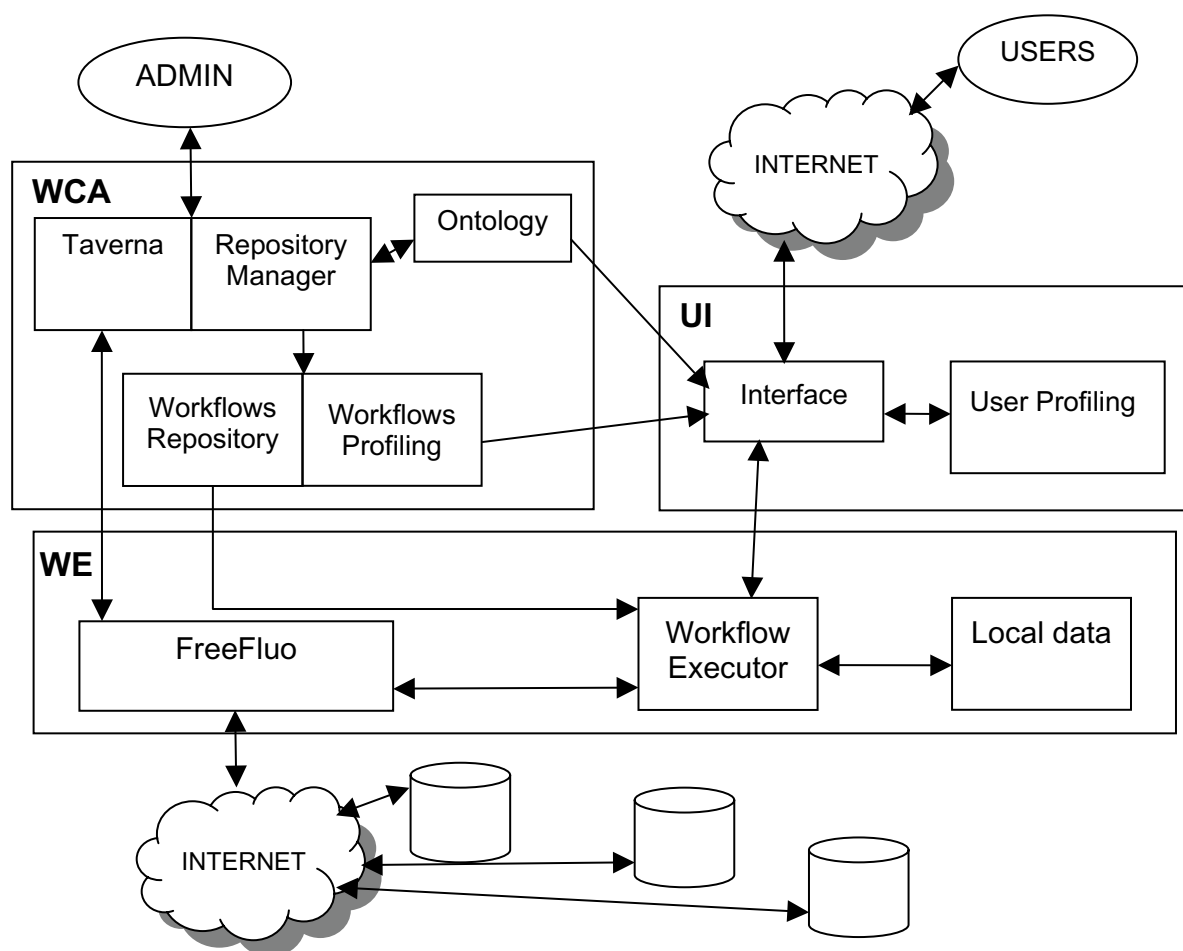 ADMIN
USERS
INTERNET
WCA
Taverna
Repository
Manager
Ontology
Workflows
Repository
Workflows
Profiling
UI
Interface
User Profiling
WE
FreeFluo
Workflow
Executor
Local data
INTERNET